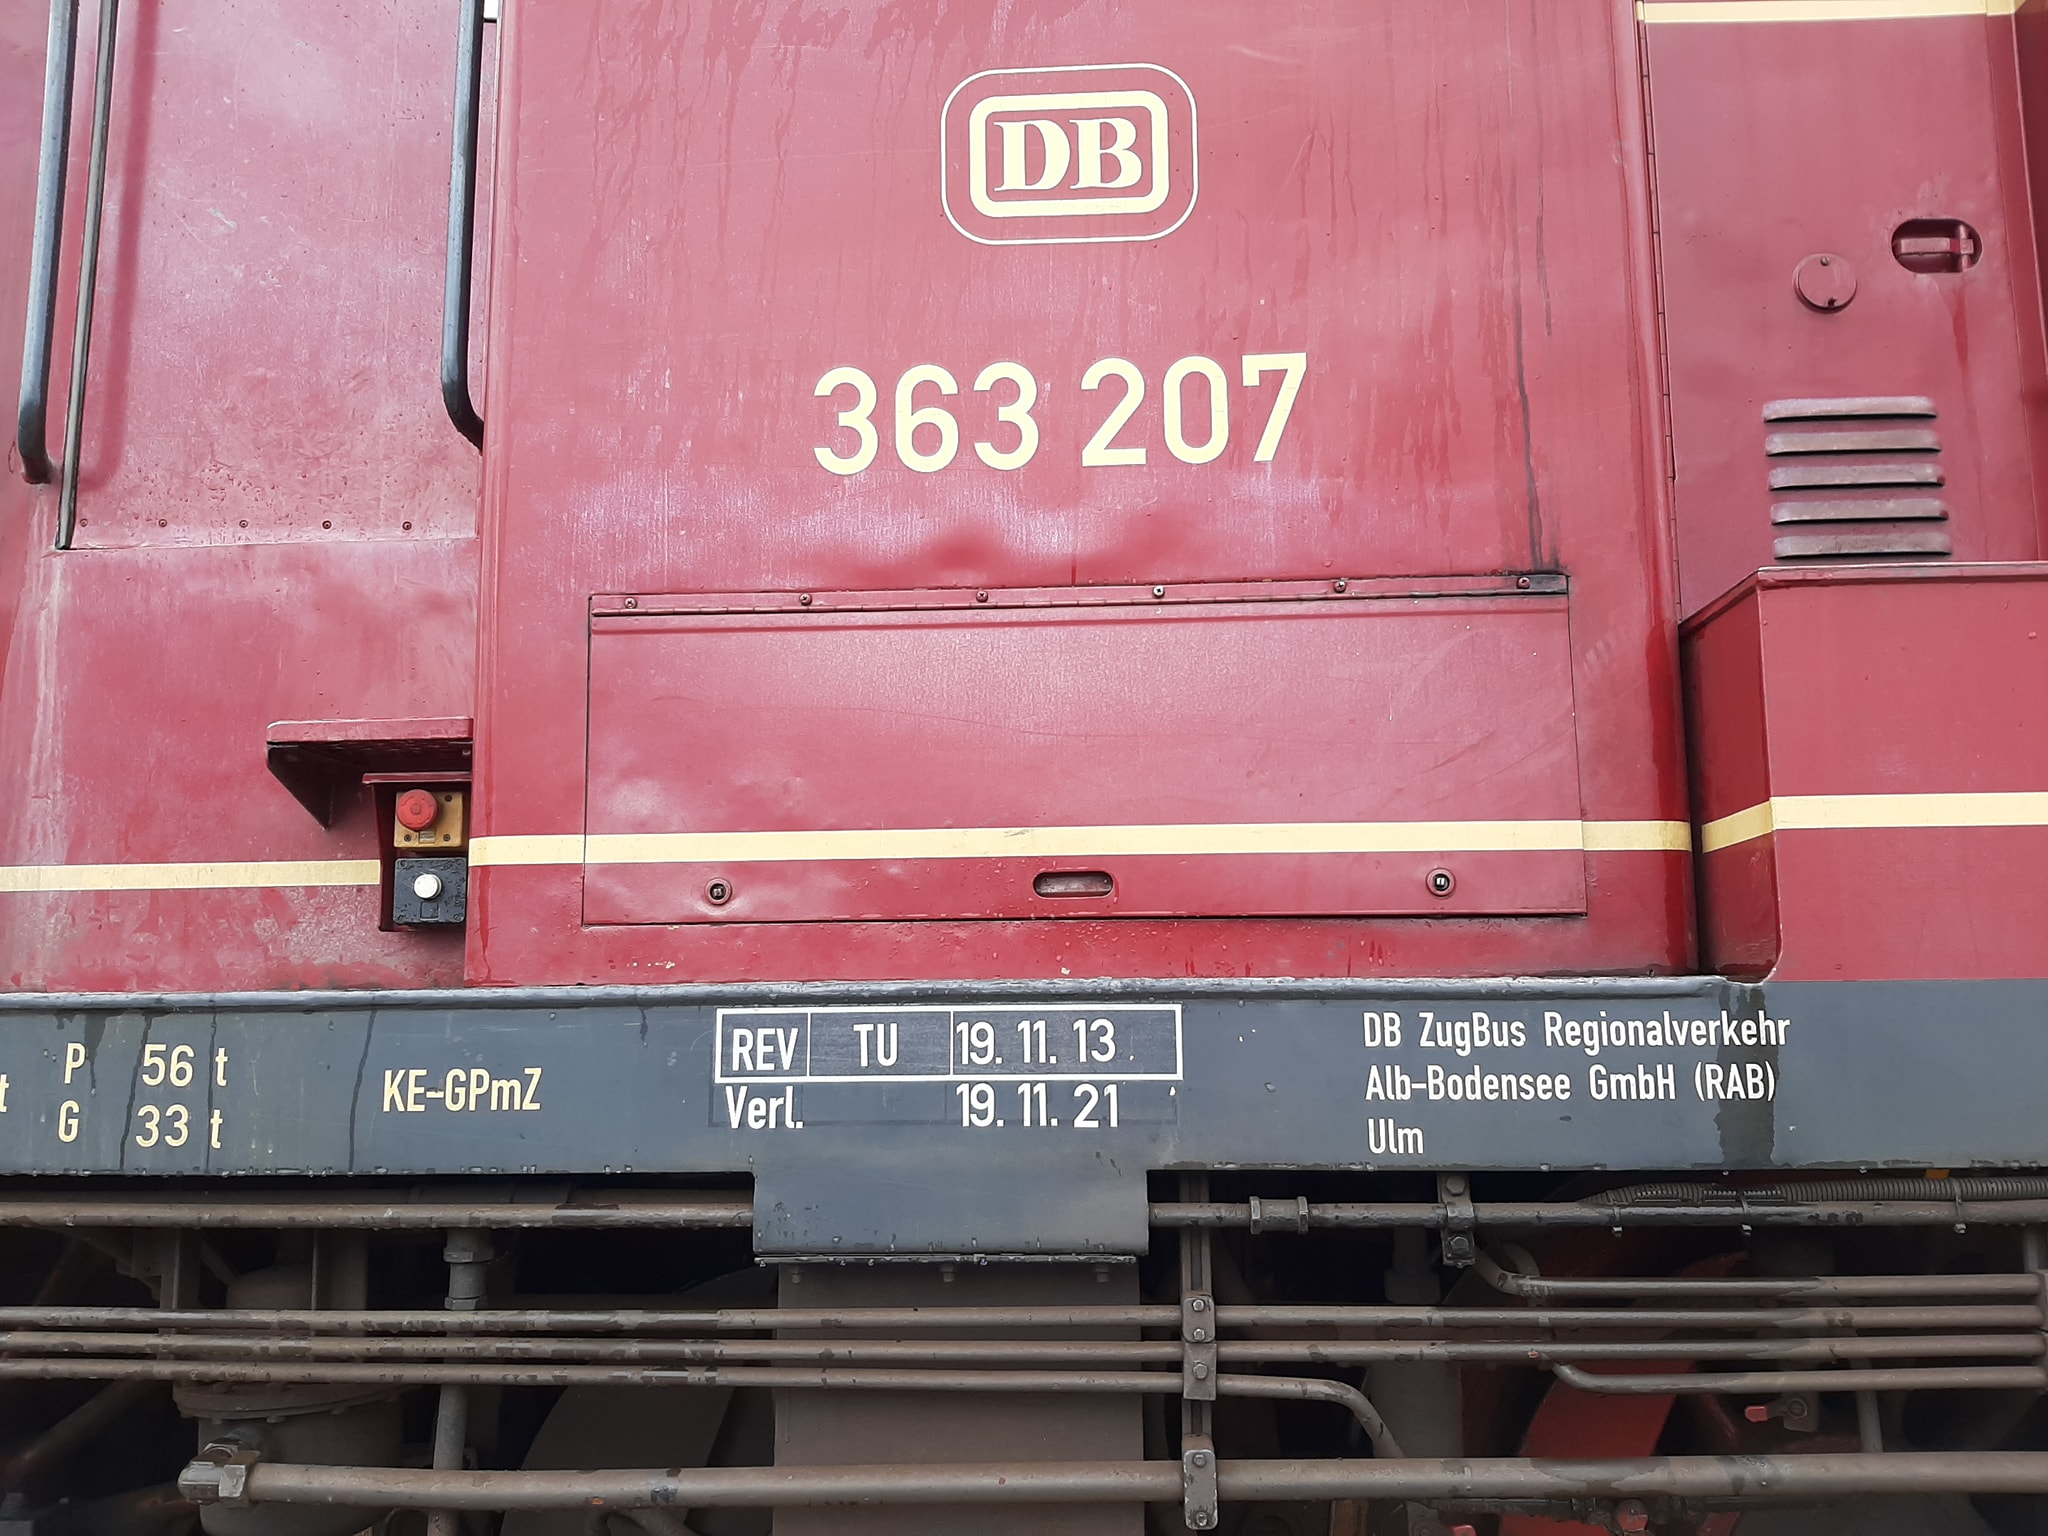 DB
363 207
t P 56 t
G 33 t
KE-GPmZ
REV TU 19. 11. 13
Verl. 19. 11. 21
DB ZugBus Regionalverkehr
Alb-Bodensee GmbH (RAB)
Ulm